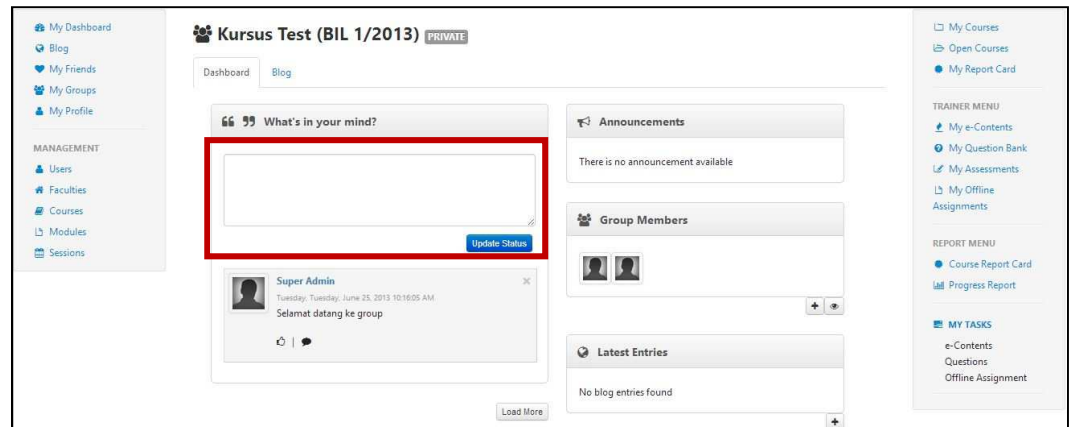 My Dashboard
Blog
My Friends
My Groups
My Profile
MANAGEMENT
Users
Faculties
Courses
Modules
Sessions
Kursus Test (BIL 1/2013) PRIVATE
Dashboard Blog
What's in your mind?
Update Status
Super Admin
Tuesday, Tuesday, June 25, 2013 10:16:05 AM
Selamat datang ke group
Load More
Announcements
There is no announcement available
Group Members
Latest Entries
No blog entries found
My Courses
Open Courses
My Report Card
TRAINER MENU
My e-Contents
My Question Bank
My Assessments
My Offline
Assignments
REPORT MENU
Course Report Card
Progress Report
MY TASKS
e-Contents
Questions
Offline Assignment